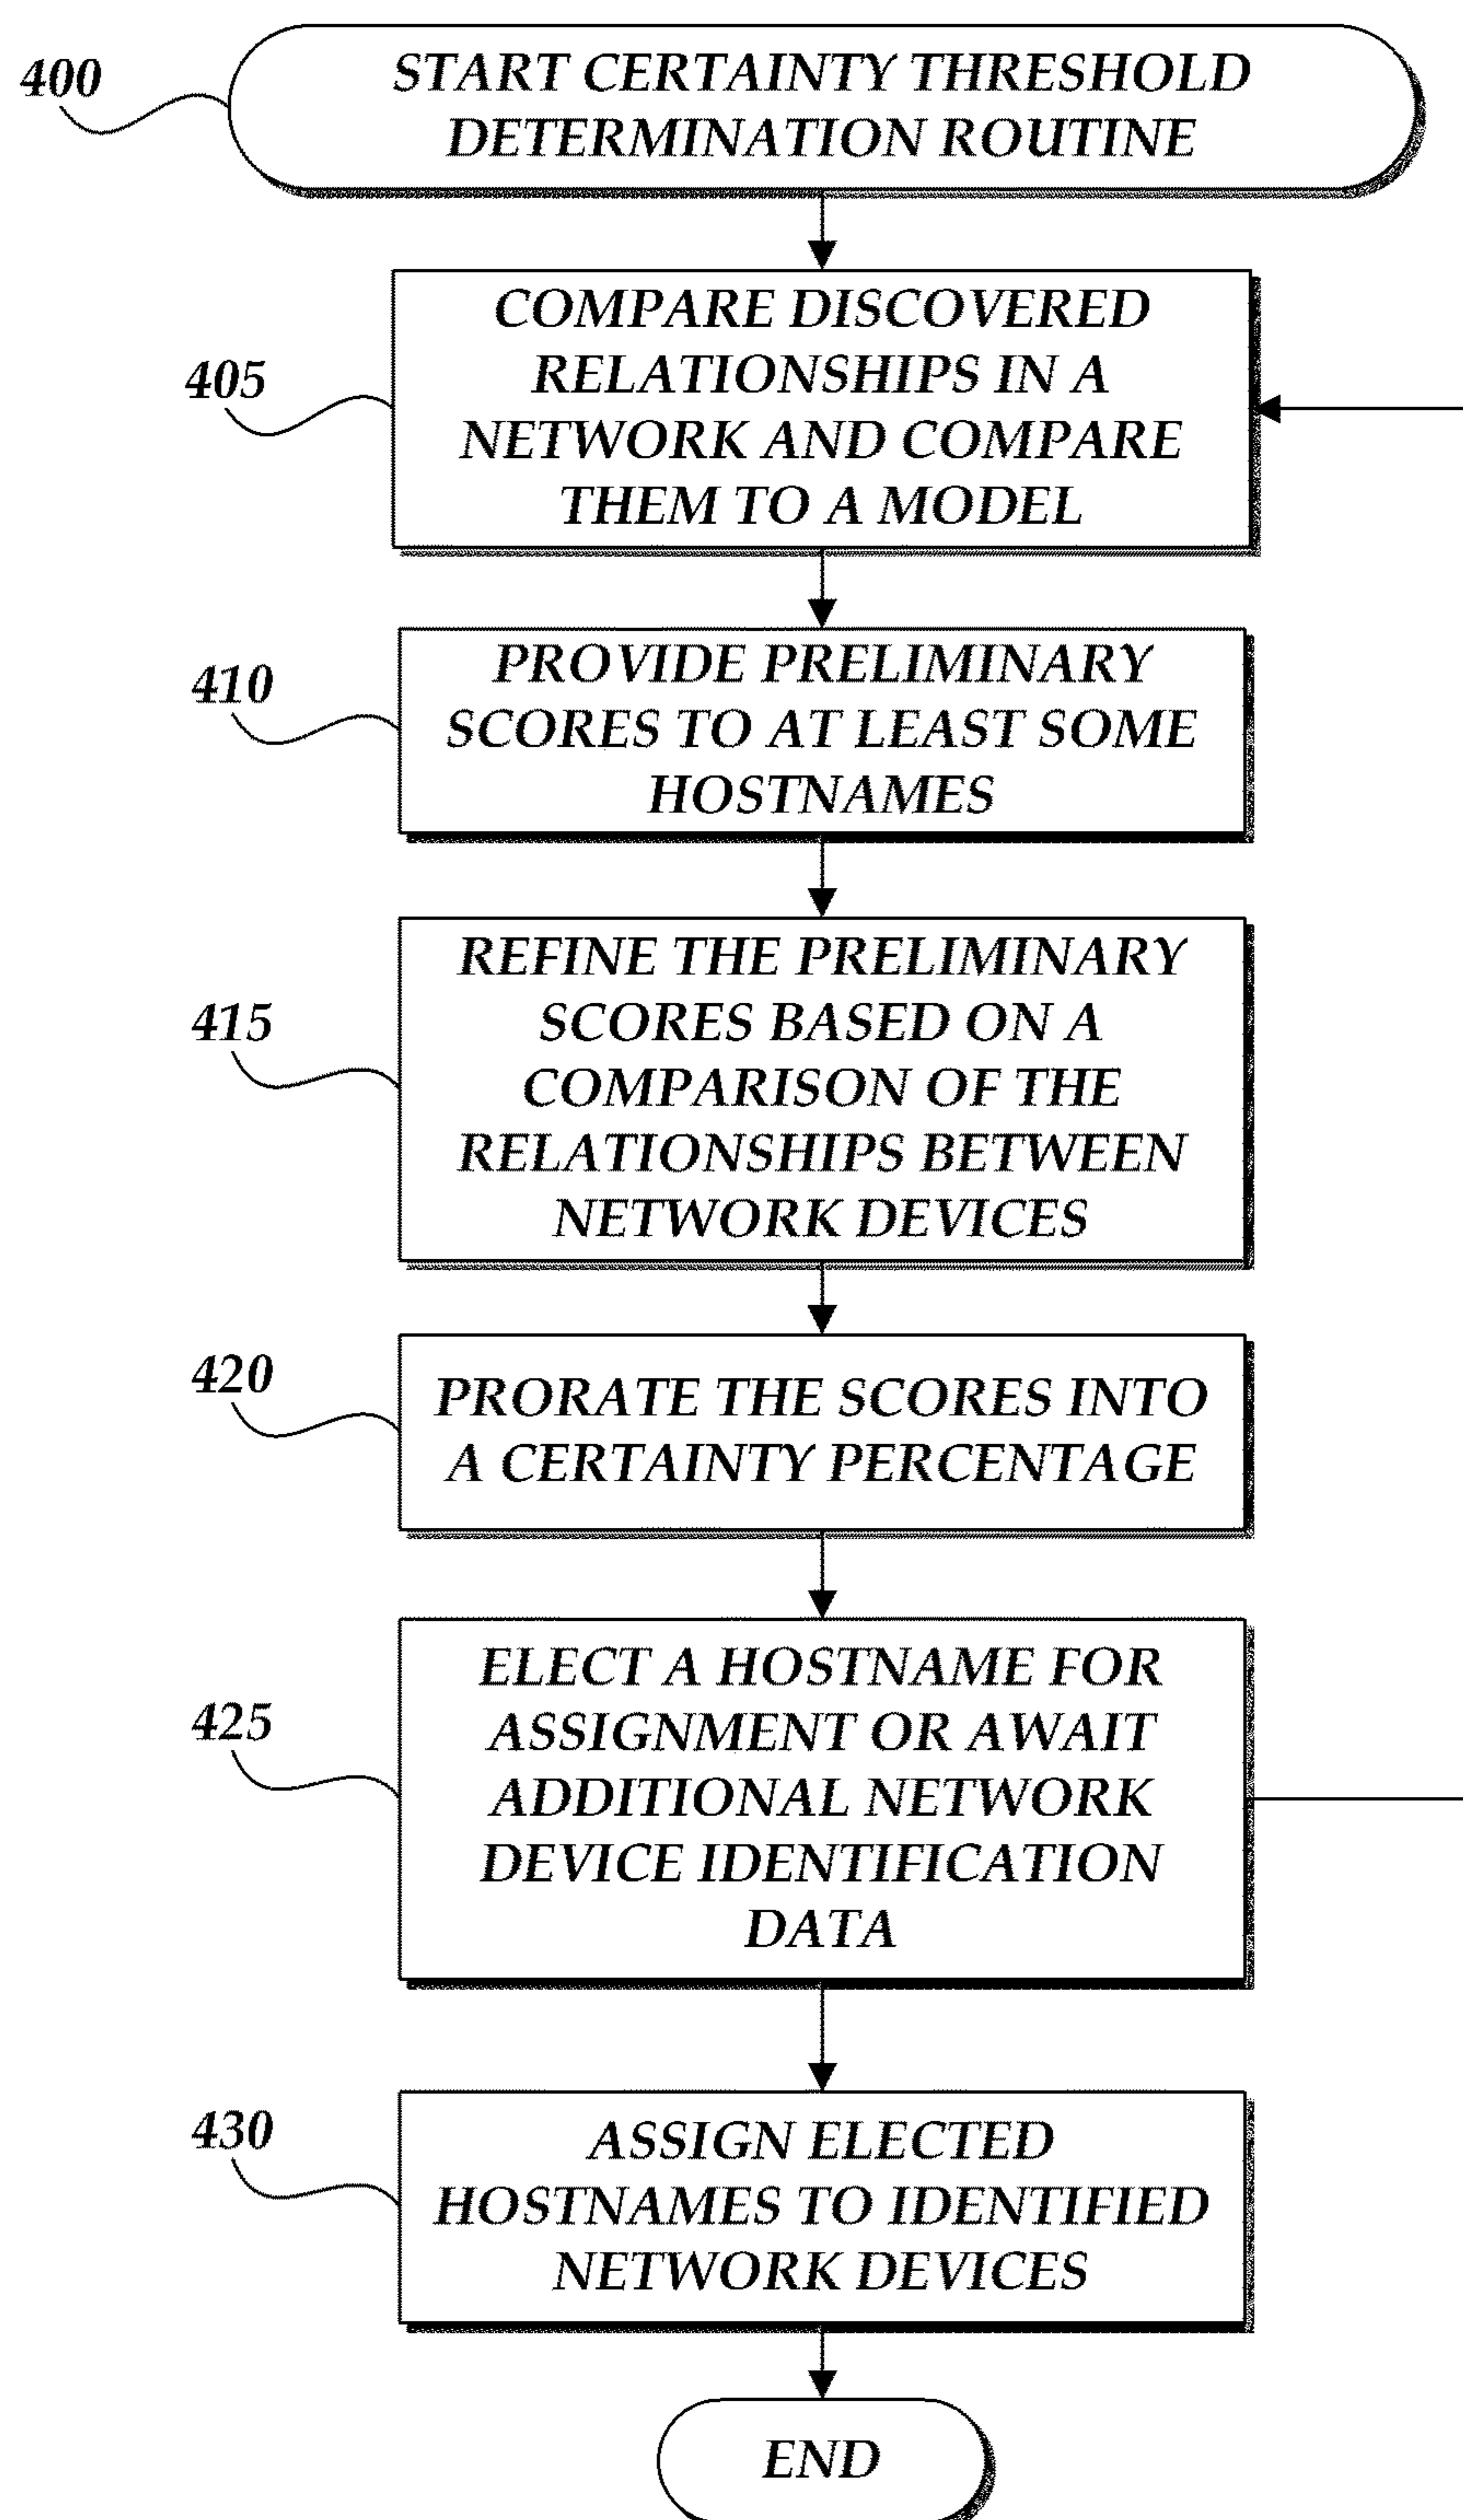 400
START CERTAINTY THRESHOLD
DETERMINATION ROUTINE
405
COMPARE DISCOVERED
RELATIONSHIPS IN A
NETWORK AND COMPARE
THEM TO A MODEL
410
PROVIDE PRELIMINARY
SCORES TO AT LEAST SOME
HOSTNAMES
415
REFINE THE PRELIMINARY
SCORES BASED ON A
COMPARISON OF THE
RELATIONSHIPS BETWEEN
NETWORK DEVICES
420
PRORATE THE SCORES INTO
A CERTAINTY PERCENTAGE
425
ELECT A HOSTNAME FOR
ASSIGNMENT OR AWAIT
ADDITIONAL NETWORK
DEVICE IDENTIFICATION
DATA
430
ASSIGN ELECTED
HOSTNAMES TO IDENTIFIED
NETWORK DEVICES
END